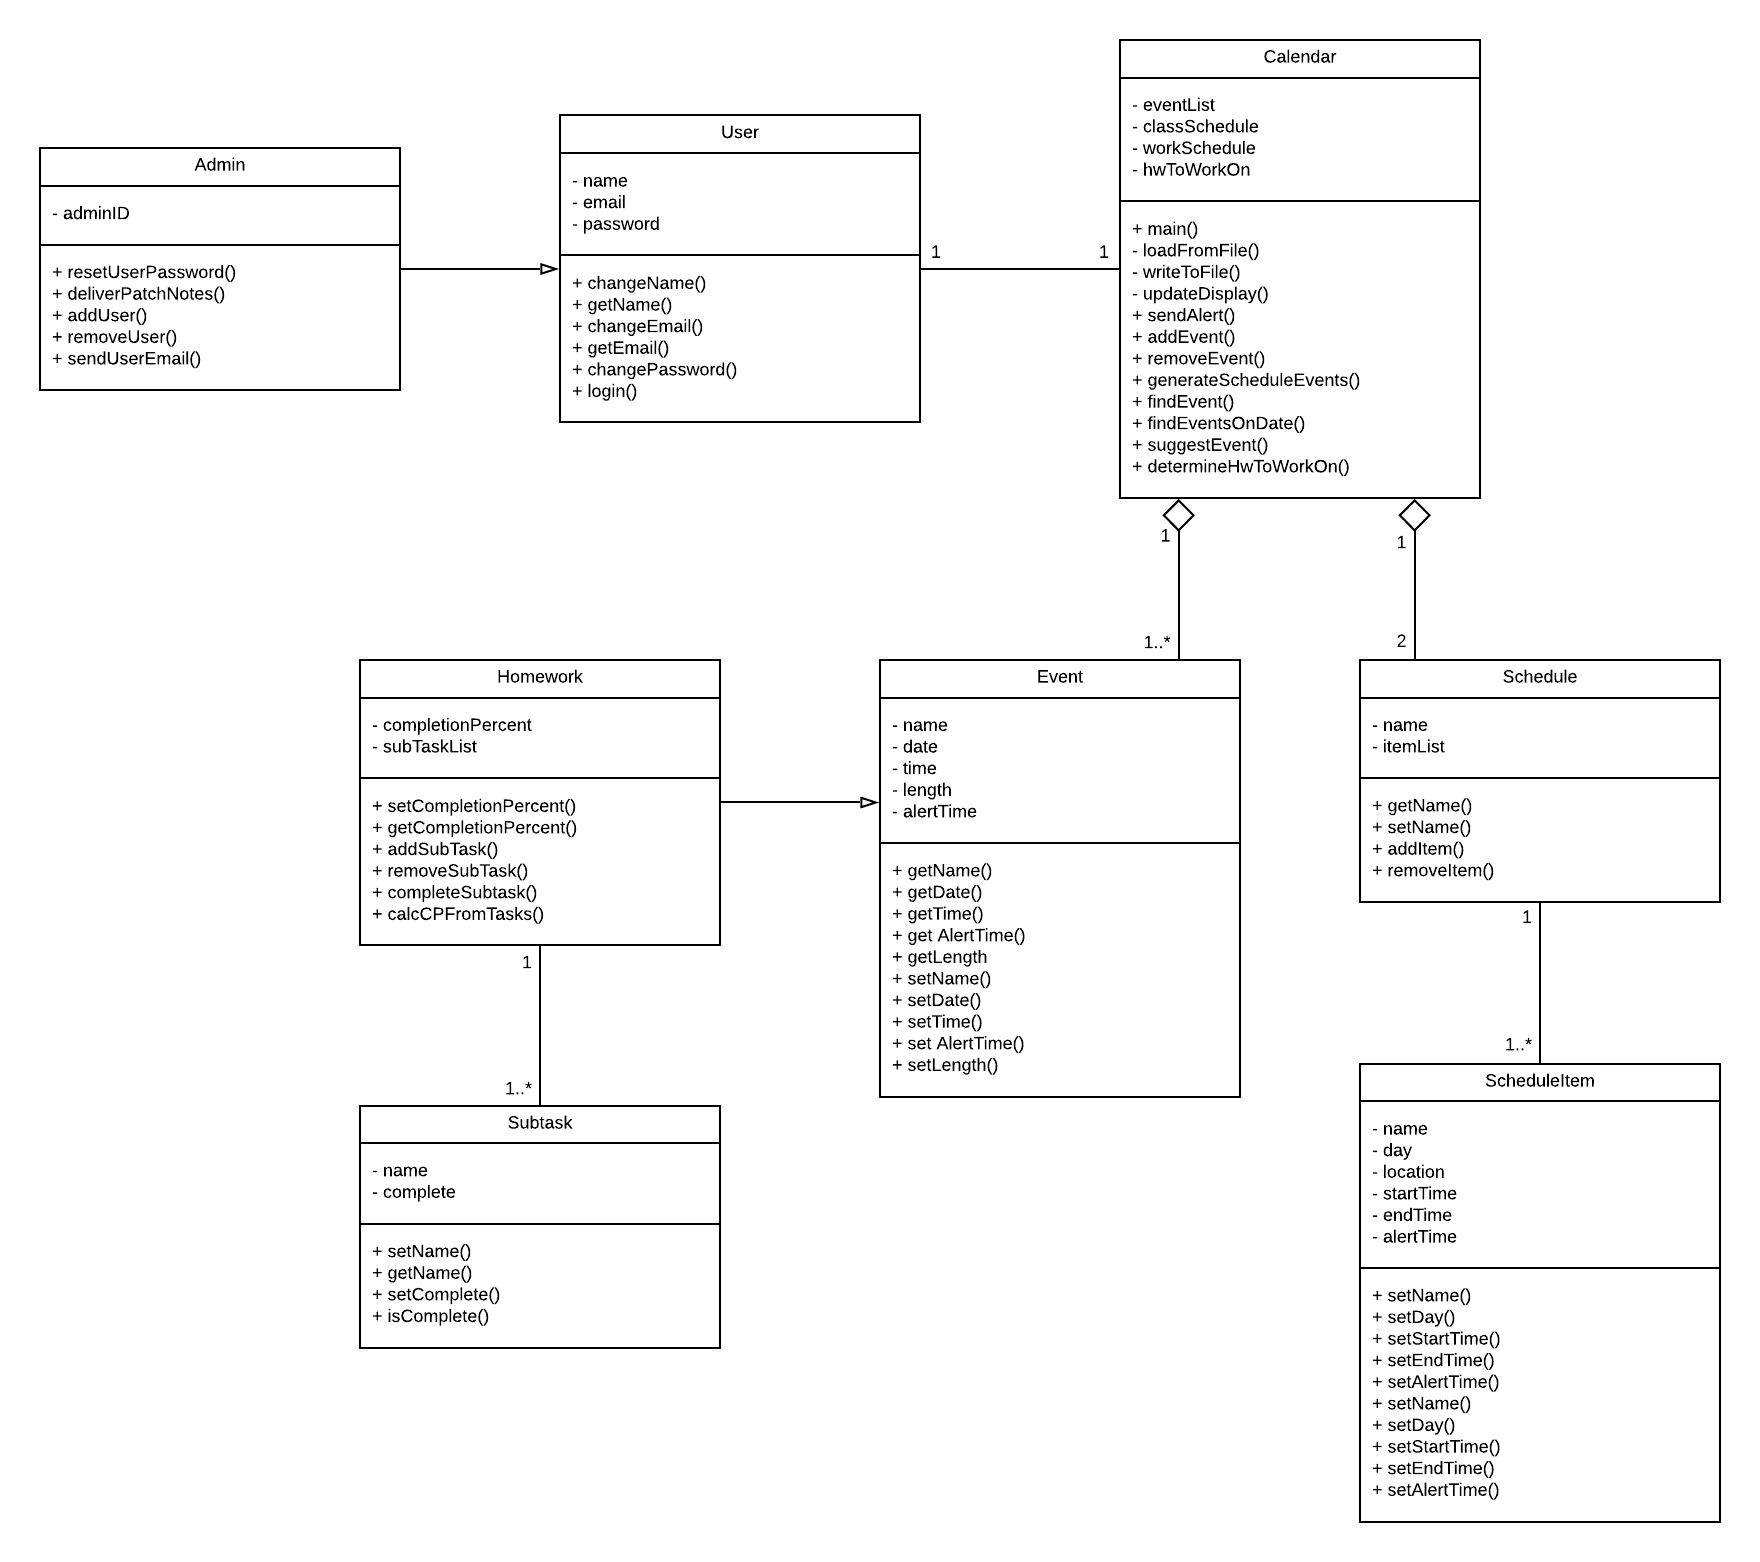 Calendar
- eventList
- classSchedule
- workSchedule
- hwToWorkOn
+ main()
- loadFromFile()
- writeToFile()
- updateDisplay()
+ sendAlert()
+ addEvent()
+ removeEvent()
+ generateScheduleEvents()
+ findEvent()
+ findEventsOnDate()
+ suggestEvent()
+ determineHwToWorkOn()
User
- name
- email
- password
+ changeName()
+ getName()
+ changeEmail()
+ getEmail()
+ changePassword()
+ login()
Admin
- adminID
+ resetUserPassword()
+ deliverPatchNotes()
+ addUser()
+ removeUser()
+ sendUserEmail()
1
1
1
1
1..*
2
Homework
- completionPercent
- subTaskList
+ setCompletionPercent()
+ getCompletionPercent()
+ addSubTask()
+ removeSubTask()
+ completeSubtask()
+ calcCPFromTasks()
Event
- name
- date
- time
- length
- alertTime
+ getName()
+ getDate()
+ getTime()
+ get AlertTime()
+ getLength
+ setName()
+ setDate()
+ setTime()
+ set AlertTime()
+ setLength()
Schedule
- name
- itemList
+ getName()
+ setName()
+ addItem()
+ removeItem()
1
1..*
1
1..*
Subtask
- name
- complete
+ setName()
+ getName()
+ setComplete()
+ isComplete()
ScheduleItem
- name
- day
- location
- startTime
- endTime
- alertTime
+ setName()
+ setDay()
+ setStartTime()
+ setEndTime()
+ setAlertTime()
+ setName()
+ setDay()
+ setStartTime()
+ setEndTime()
+ setAlertTime()